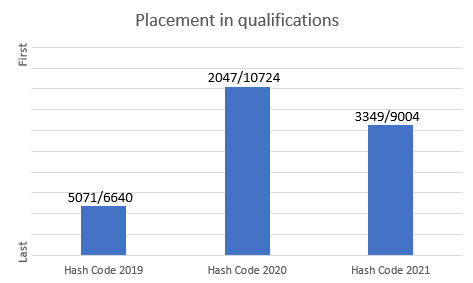 Placement in qualifications
First
2047/10724
3349/9004
5071/6640
Last
Hash Code 2019
Hash Code 2020
Hash Code 2021